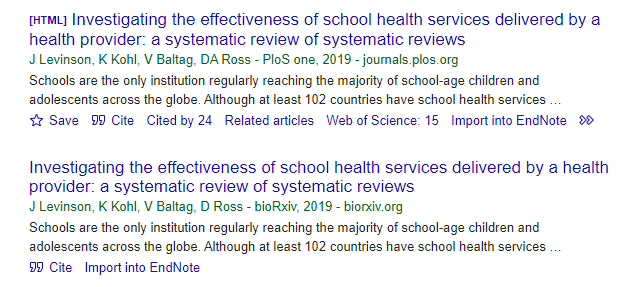 [HTML] Investigating the effectiveness of school health services delivered by a
health provider: a systematic review of systematic reviews
J Levinson, K Kohl, V Baltag, DA Ross - PloS one, 2019 - journals.plos.org
Schools are the only institution regularly reaching the majority of school-age children and
adolescents across the globe. Although at least 102 countries have school health services …
Save Cite Cited by 24 Related articles Web of Science: 15 Import into EndNote
Investigating the effectiveness of school health services delivered by a health
provider: a systematic review of systematic reviews
J Levinson, K Kohl, V Baltag, D Ross - bioRxiv, 2019 - biorxiv.org
Schools are the only institution regularly reaching the majority of school-age children and
adolescents across the globe. Although at least 102 countries have school health services …
Cite Import into EndNote